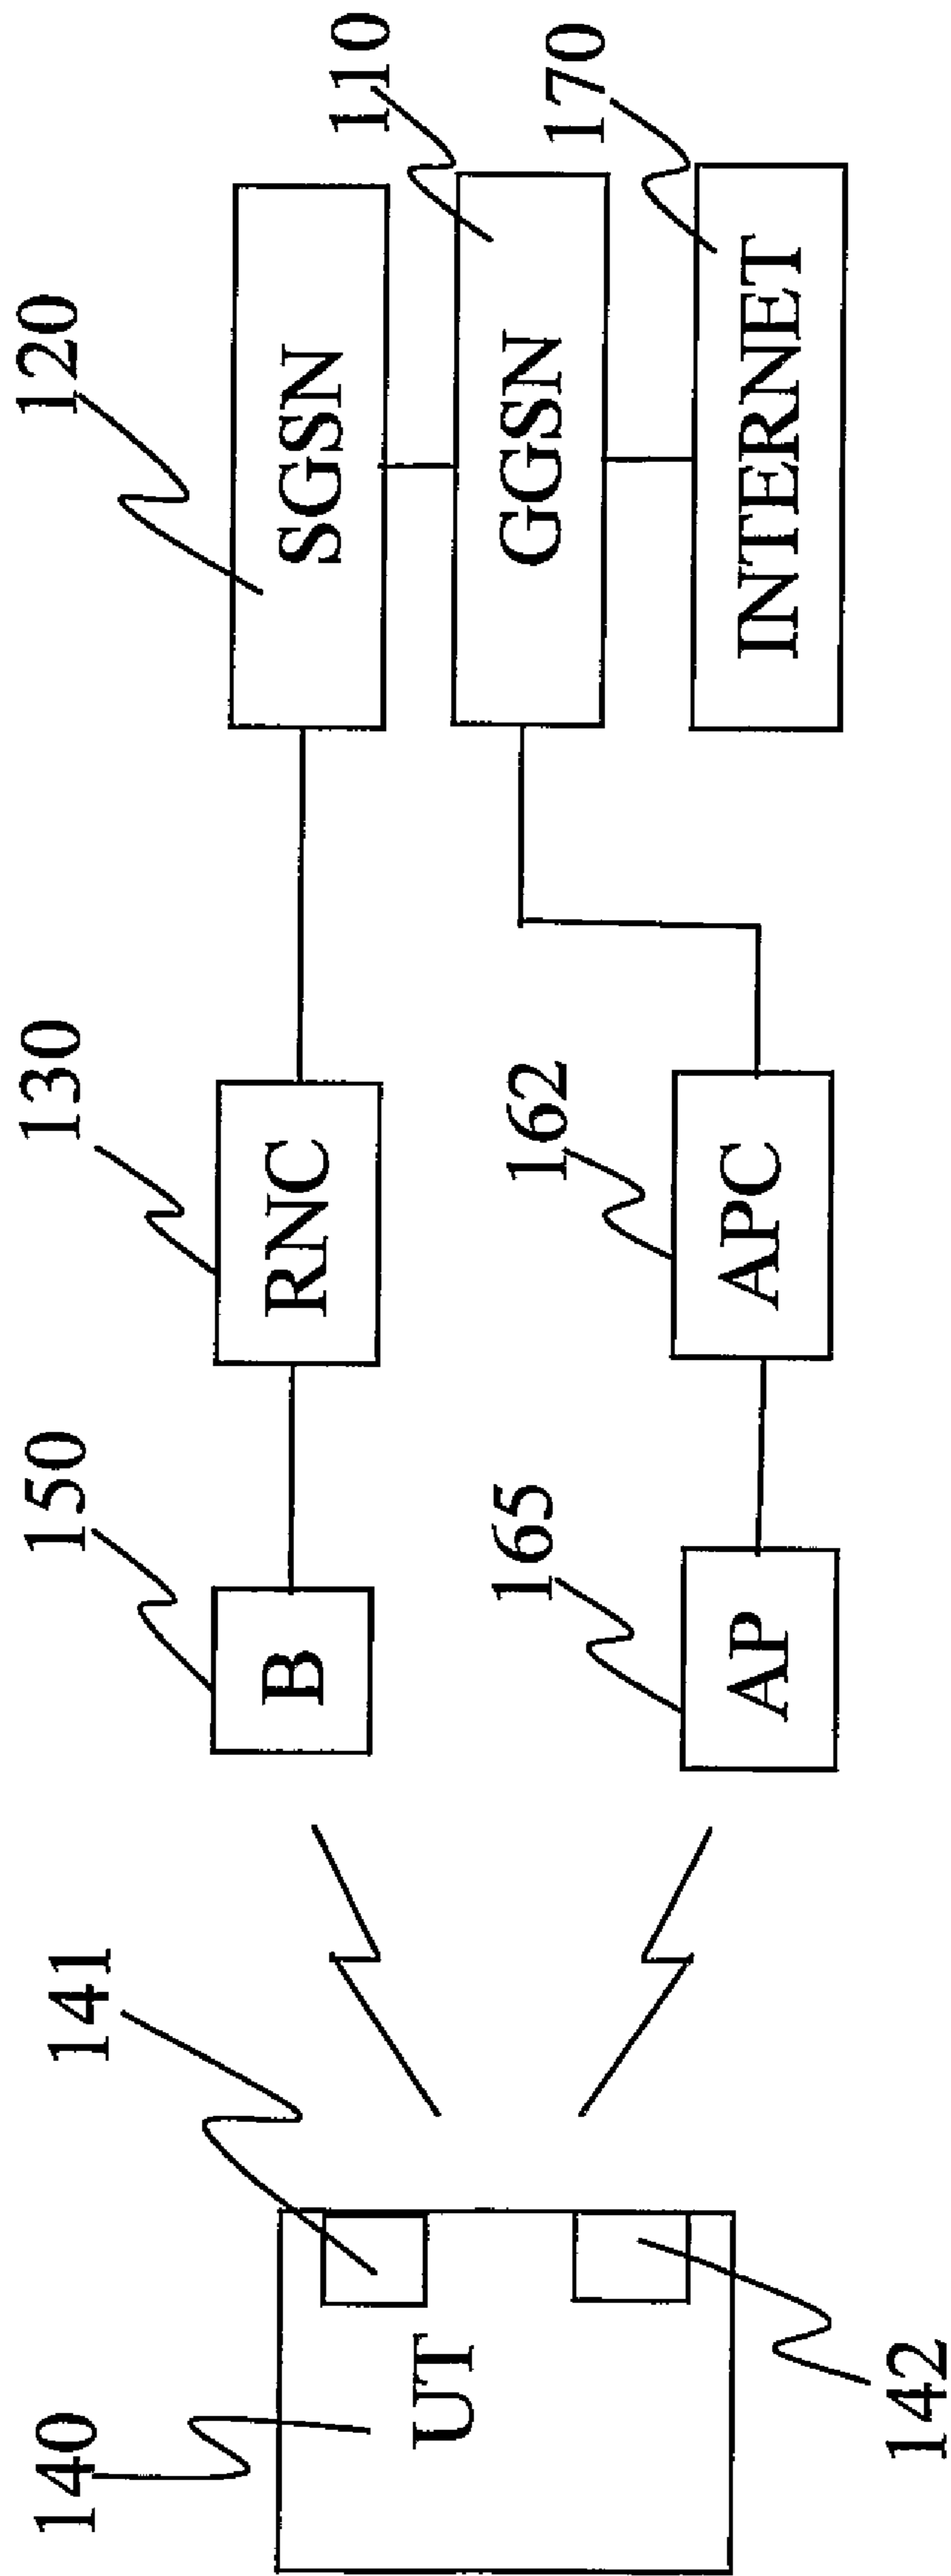 120
SGSN
110
GGSN
170
INTERNET
130
RNC
162
APC
150
B
165
AP
141
140
UT
142